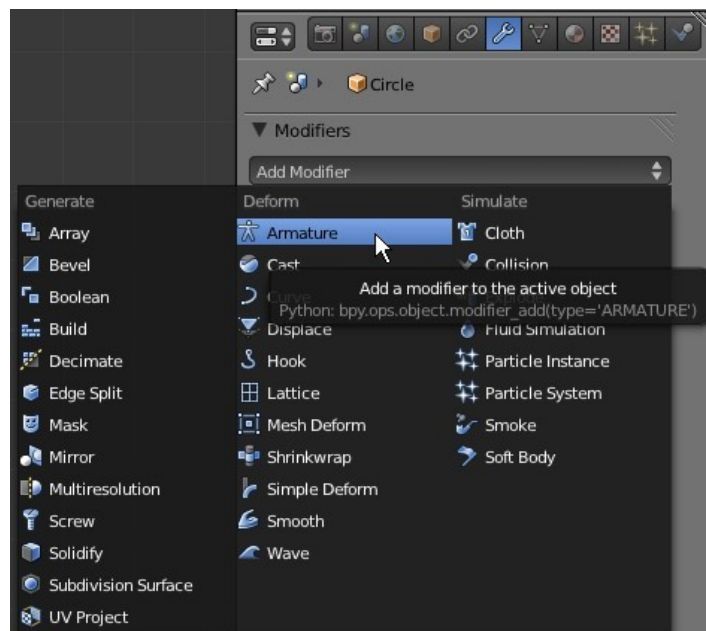 Circle
Modifiers
Add Modifier
Generate
Array
Bevel
Boolean
Build
Decimate
Edge Split
Mask
Mirror
Multiresolution
Screw
Solidify
Subdivision Surface
UV Project
Deform
Armature
Cast
Add a modifier to the active object
Python: bpy.ops.object.modifier_add(type='ARMATURE')
Displace
Hook
Lattice
Mesh Deform
Shrinkwrap
Simple Deform
Smooth
Wave
Simulate
Cloth
Collision
Fluid Simulation
Particle Instance
Particle System
Smoke
Soft Body